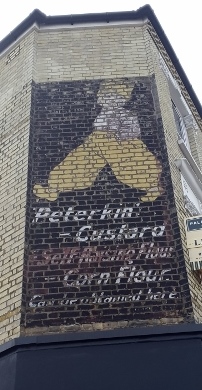 Peterkin'
– Custard
– Self-Raising Flour
– Corn Flour.
Can be obtained here.